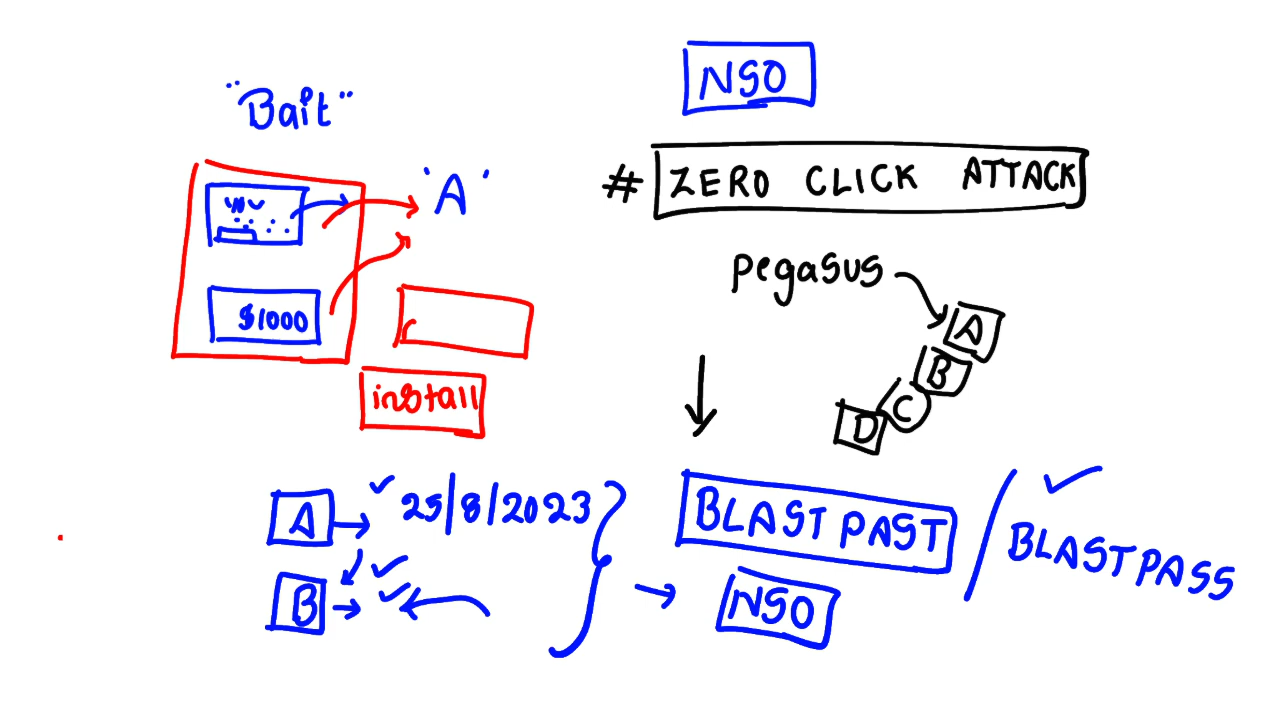 NSO
"Bait"
# ZERO CLICK ATTACK
'A'
$1000
pegasus
A
B
C
D
install
A 25/8/2023
B
BLAST PAST / BLASTPASS
NSO